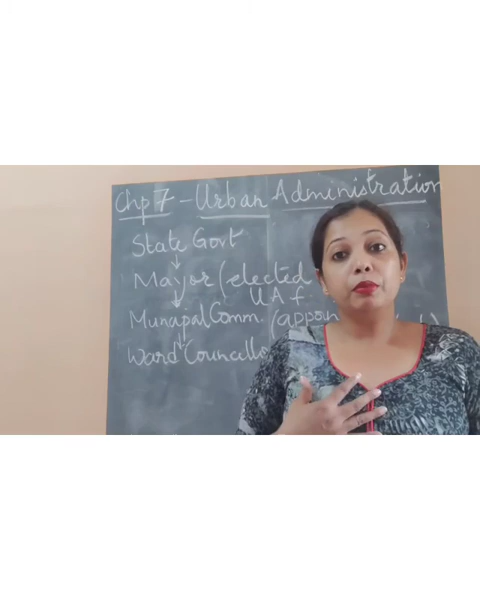 Chp 7 - Urban Administration
State Govt
Mayor (elected
U A f.
Munapal Comm. (appoin
Ward Councillo